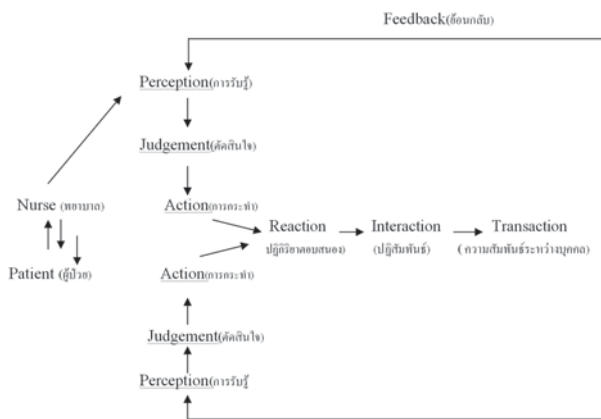 Feedback(ย้อนกลับ)
Perception(การรับรู้)
Judgement(ตัดสินใจ)
Nurse (พยาบาล)
Action(การกระทำ)
Reaction
ปฏิกิริยาตอบสนอง)
Interaction
(ปฏิสัมพันธ์)
Transaction
( ความสัมพันธ์ระหว่างบุคคล)
Patient (ผู้ป่วย)
Action(การกระทำ)
Judgement(ตัดสินใจ)
Perception(การรับรู้